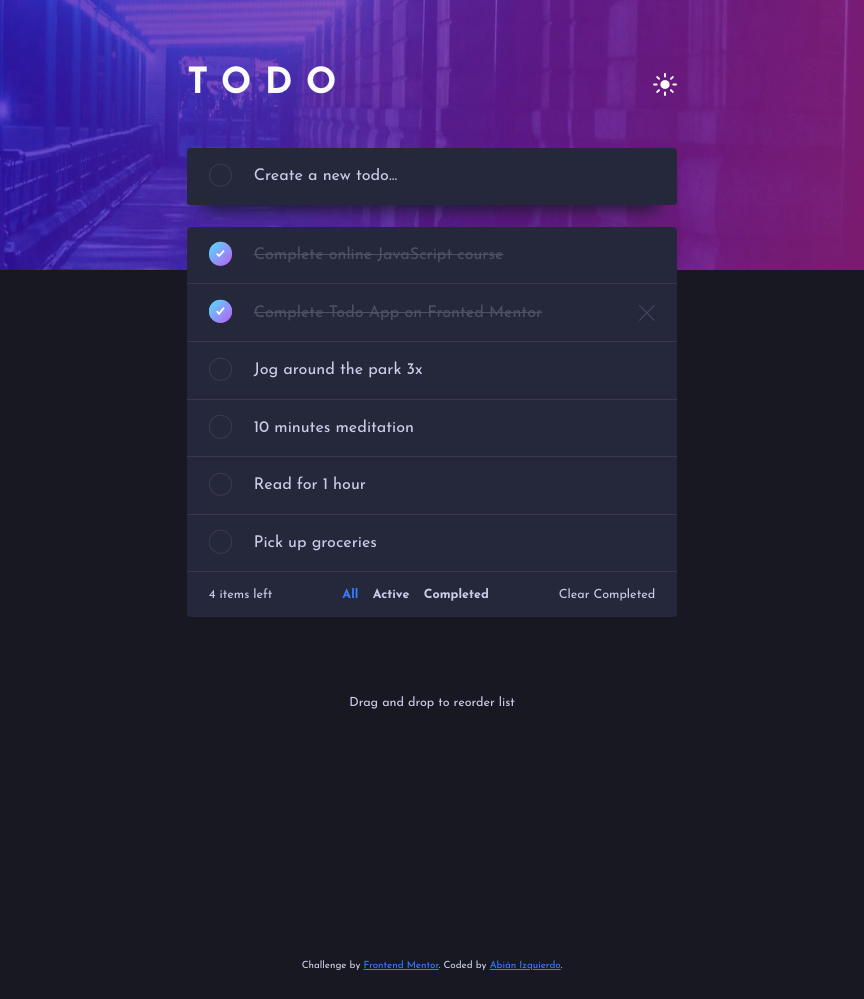 TODO
Create a new todo...
Complete online JavaScript course
Complete Todo App on Fronted Mentor
Jog around the park 3x
10 minutes meditation
Read for 1 hour
Pick up groceries
4 items left All Active Completed Clear Completed
Drag and drop to reorder list
Challenge by Frontend Mentor. Coded by Abián Izquierdo.